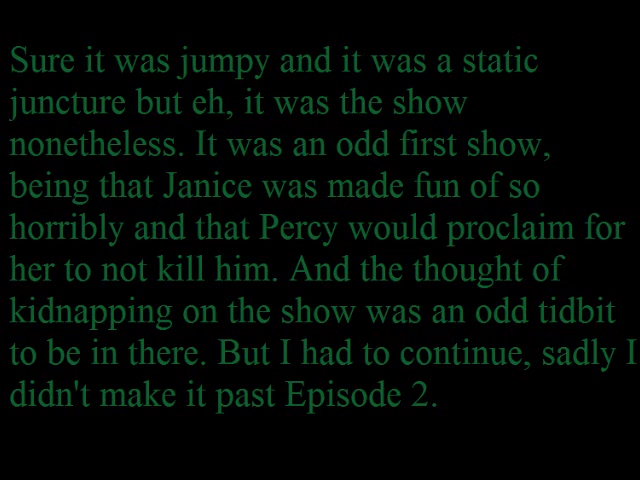 Sure it was jumpy and it was a static
juncture but eh, it was the show
nonetheless. It was an odd first show,
being that Janice was made fun of so
horribly and that Percy would proclaim for
her to not kill him. And the thought of
kidnapping on the show was an odd tidbit
to be in there. But I had to continue, sadly I
didn't make it past Episode 2.